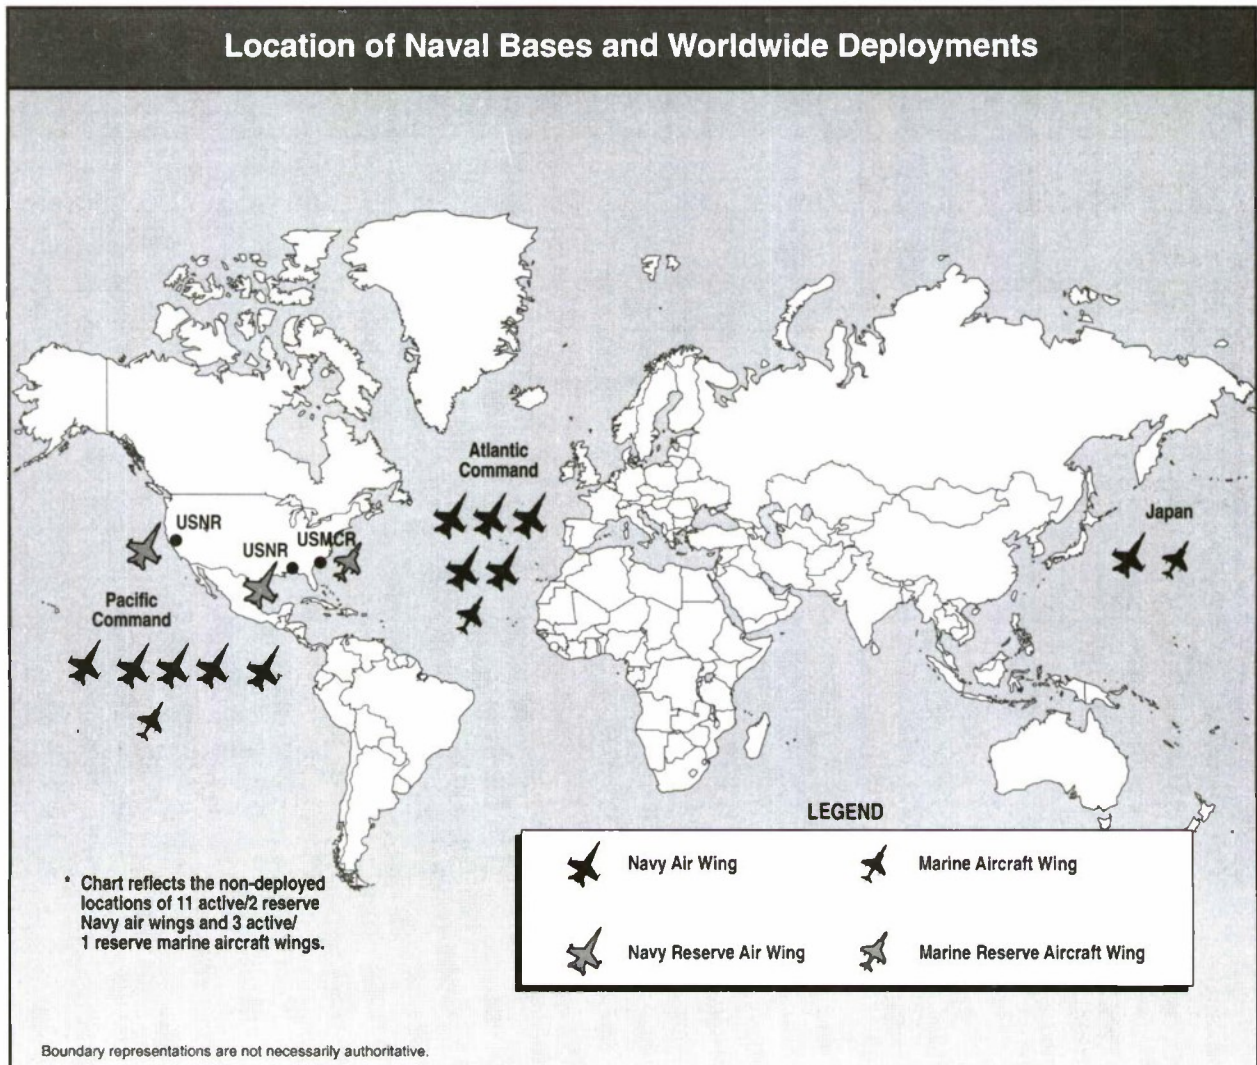 Location of Naval Bases and Worldwide Deployments
Atlantic
Command
Japan
USNR
USNR
USMCR
Pacific
Command
LEGEND
Navy Air Wing
Marine Aircraft Wing
Navy Reserve Air Wing
Marine Reserve Aircraft Wing
* Chart reflects the non-deployed
locations of 11 active/2 reserve
Navy air wings and 3 active/
1 reserve marine aircraft wings.
Boundary representations are not necessarily authoritative.